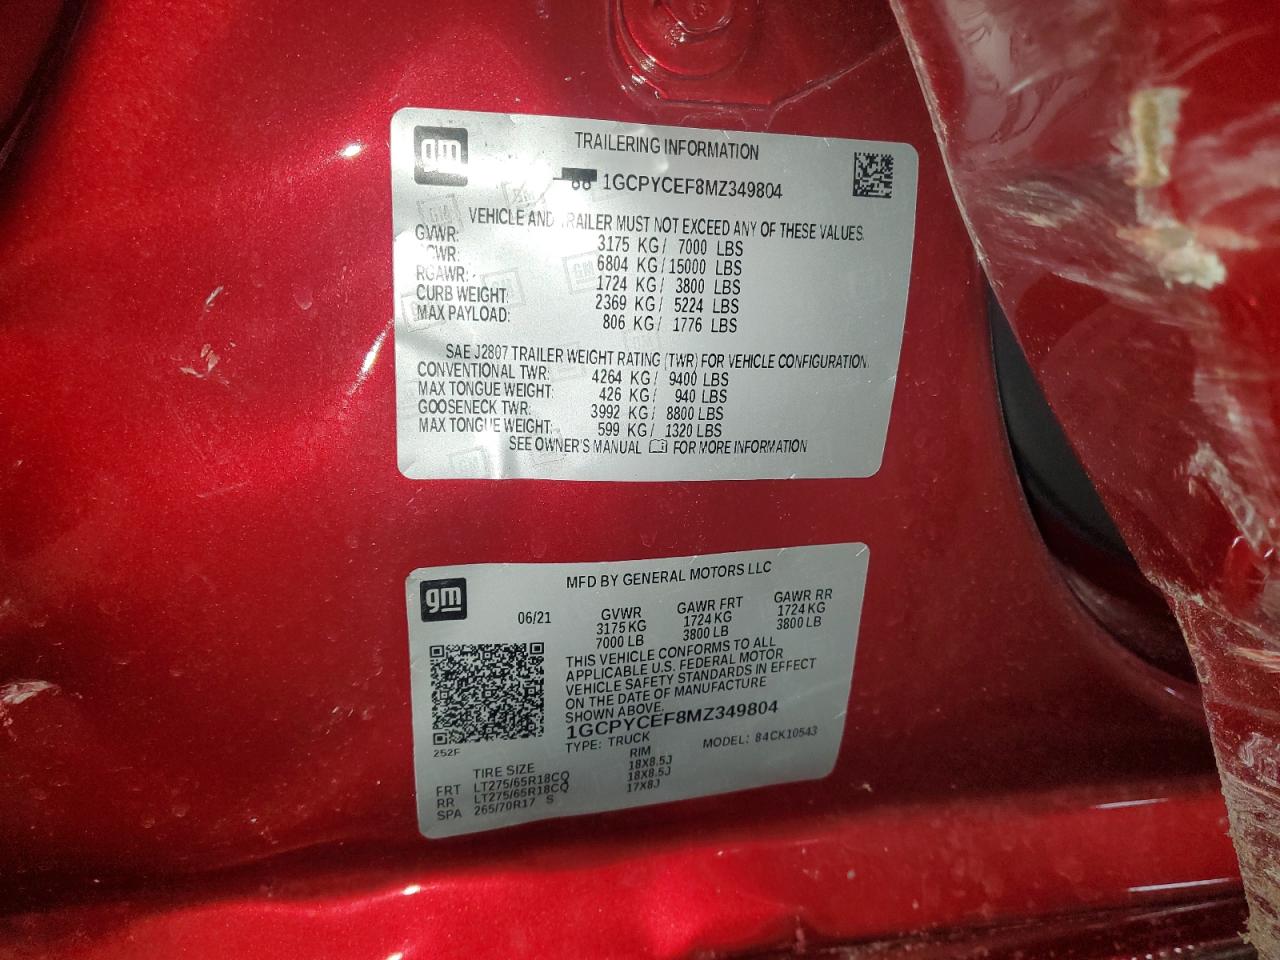 gm
TRAILERING INFORMATION
1GCPYCEF8MZ349804
VEHICLE AND TRAILER MUST NOT EXCEED ANY OF THESE VALUES.
GVWR: 3175 KG / 7000 LBS
CWR: 6804 KG / 15000 LBS
RGAWR: 1724 KG / 3800 LBS
CURB WEIGHT: 2369 KG / 5224 LBS
MAX PAYLOAD: 806 KG / 1776 LBS
SAE J2807 TRAILER WEIGHT RATING (TWR) FOR VEHICLE CONFIGURATION.
CONVENTIONAL TWR: 4264 KG / 9400 LBS
MAX TONGUE WEIGHT: 426 KG / 940 LBS
GOOSENECK TWR: 3992 KG / 8800 LBS
MAX TONGUE WEIGHT: 599 KG / 1320 LBS
SEE OWNER'S MANUAL FOR MORE INFORMATION
gm
MFD BY GENERAL MOTORS LLC
06/21 GVWR GAWR FRT GAWR RR
3175 KG 1724 KG 1724 KG
7000 LB 3800 LB 3800 LB
THIS VEHICLE CONFORMS TO ALL
APPLICABLE U.S. FEDERAL MOTOR
VEHICLE SAFETY STANDARDS IN EFFECT
ON THE DATE OF MANUFACTURE
SHOWN ABOVE.
1GCPYCEF8MZ349804
252F
TYPE: TRUCK MODEL: 84CK10543
TIRE SIZE RIM
FRT LT275/65R18CQ 18X8.5J
RR LT275/65R18CQ 18X8.5J
SPA 265/70R17 S 17X8J